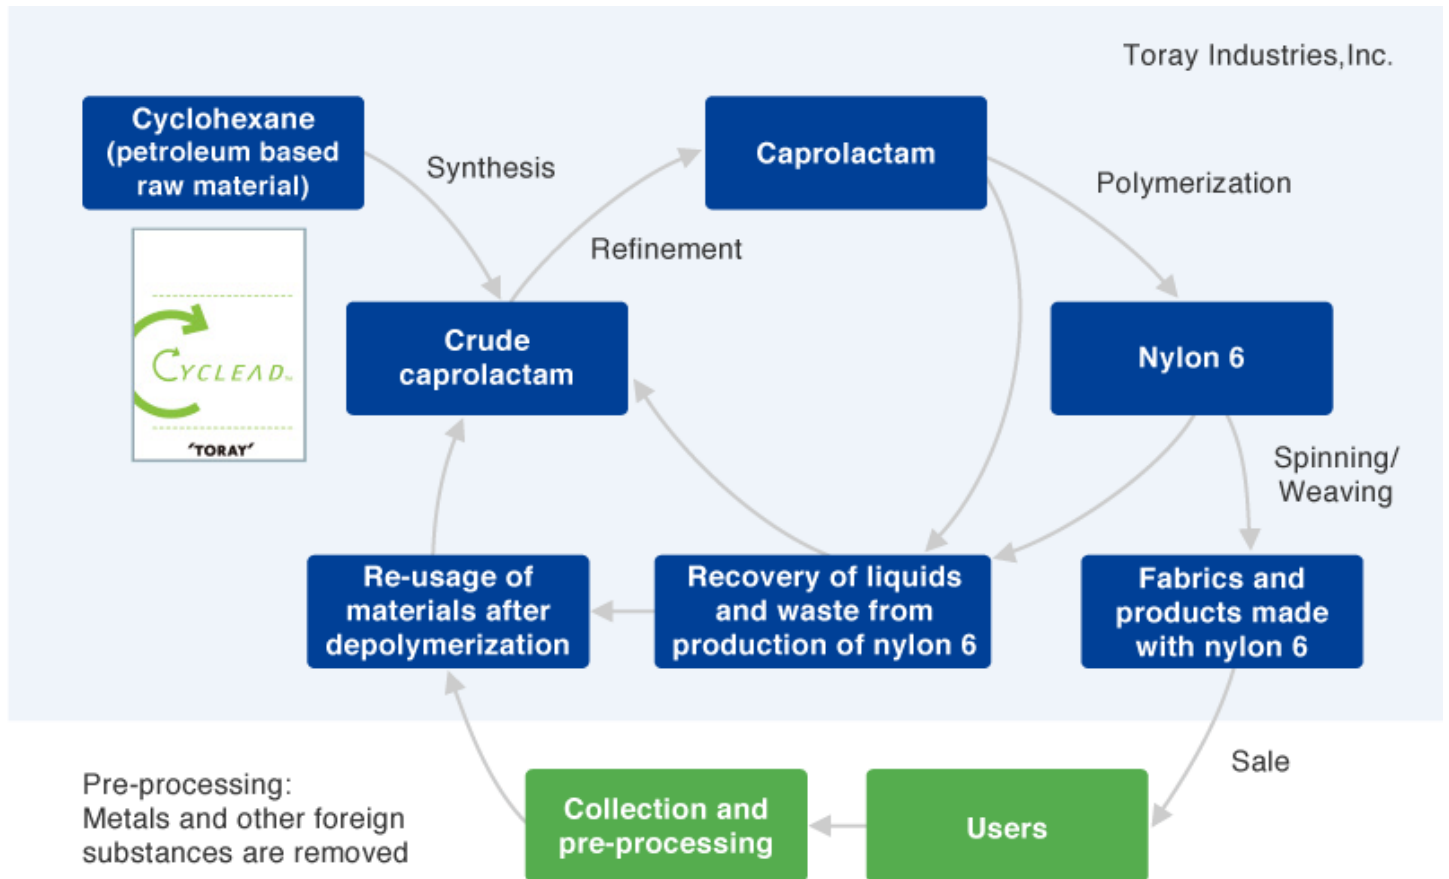 Toray Industries,Inc.
Cyclohexane
(petroleum based
raw material)
Synthesis
Caprolactam
Polymerization
Refinement
CYCLEAD
'TORAY'
Crude
caprolactam
Nylon 6
Spinning/
Weaving
Re-usage of
materials after
depolymerization
Recovery of liquids
and waste from
production of nylon 6
Fabrics and
products made
with nylon 6
Sale
Pre-processing:
Metals and other foreign
substances are removed
Collection and
pre-processing
Users